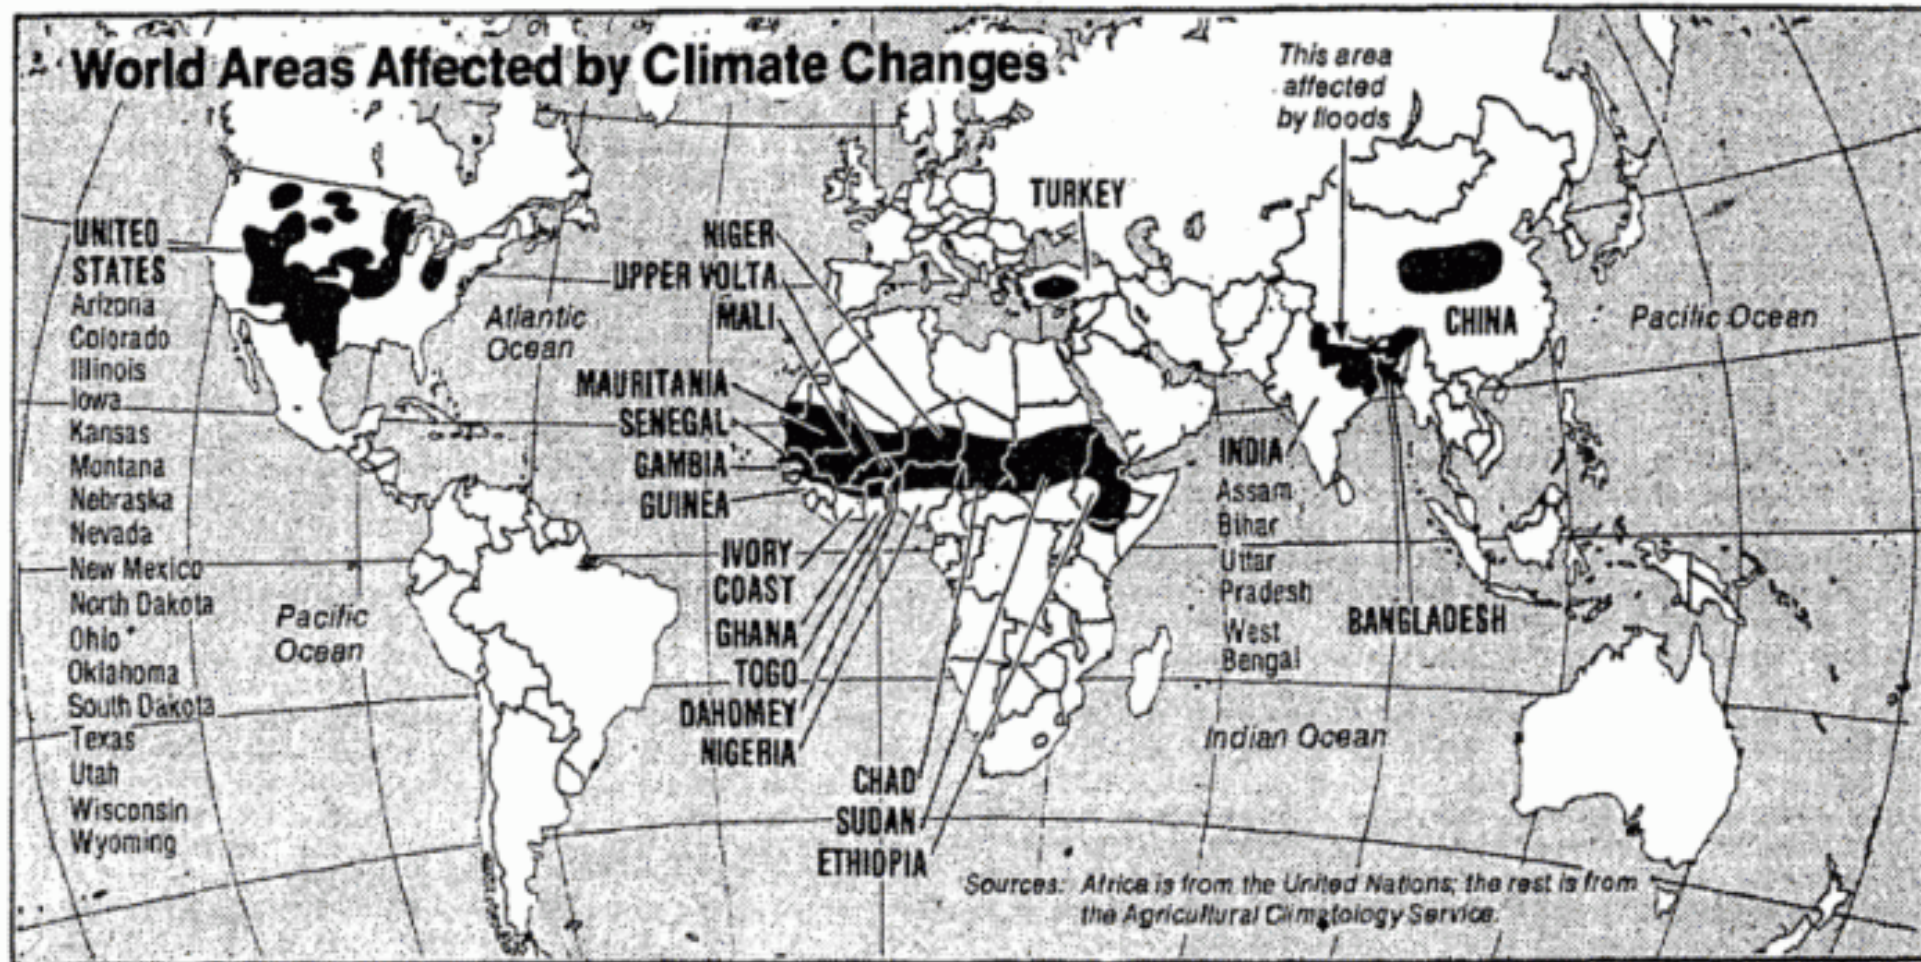 World Areas Affected by Climate Changes
This area
affected
by floods
UNITED
STATES
Arizona
Colorado
Illinois
Iowa
Kansas
Montana
Nebraska
Nevada
New Mexico
North Dakota
Ohio
Oklahoma
South Dakota
Texas
Utah
Wisconsin
Wyoming
Atlantic
Ocean
Pacific
Ocean
NIGER
UPPER VOLTA
MALI
MAURITANIA
SENEGAL
GAMBIA
GUINEA
IVORY
COAST
GHANA
TOGO
DAHOMEY
NIGERIA
CHAD
SUDAN
ETHIOPIA
TURKEY
CHINA
Pacific Ocean
INDIA
Assam
Bihar
Uttar
Pradesh
West
Bengal
BANGLADESH
Indian Ocean
Sources: Africa is from the United Nations; the rest is from
the Agricultural Climatology Service.